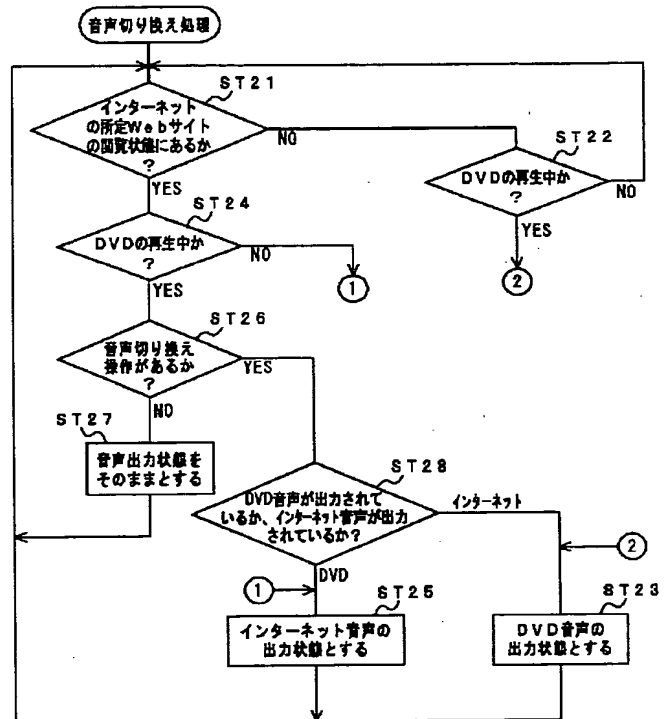 音声切り換え処理
ST21
インターネット
の所定Webサイト
の閲覧状態にあるか
?
NO
YES
ST22
DVDの再生中か
?
NO
YES
②
ST24
DVDの再生中か
?
NO
①
YES
ST26
音声切り換え
操作があるか
?
YES
NO
ST27
音声出力状態を
そのままとする
ST28
DVD音声が出力されて
いるか、インターネット音声が出力
されているか?
インターネット
②
DVD
①
ST25
インターネット音声の
出力状態とする
ST23
DVD音声の
出力状態とする